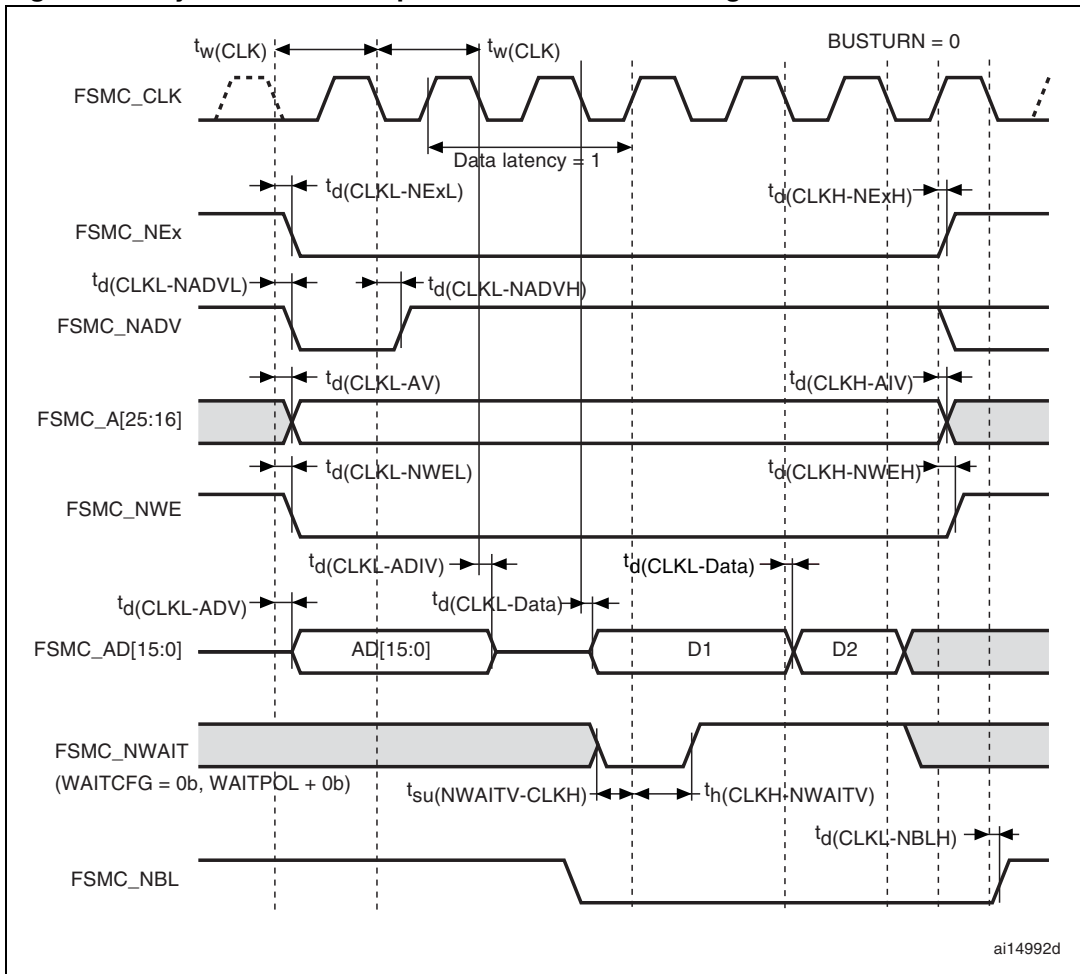 BUSTURN = 0
tw(CLK) tw(CLK)
FSMC_CLK
Data latency = 1
td(CLKL-NExL) td(CLKH-NExH)
FSMC_NEx
td(CLKL-NADVL) td(CLKL-NADVH)
FSMC_NADV
td(CLKL-AV) td(CLKH-AIV)
FSMC_A[25:16]
td(CLKL-NWEL) td(CLKH-NWEH)
FSMC_NWE
td(CLKL-ADIV) td(CLKL-Data)
td(CLKL-ADV) td(CLKL-Data)
FSMC_AD[15:0] AD[15:0] D1 D2
FSMC_NWAIT
(WAITCFG = 0b, WAITPOL + 0b)
tsu(NWAITV-CLKH) th(CLKH-NWAITV)
td(CLKL-NBLH)
FSMC_NBL
ai14992d